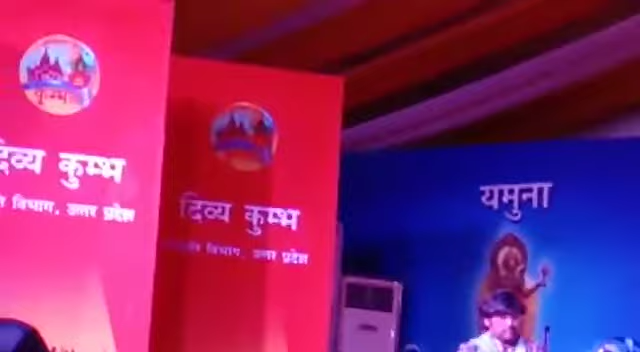 कुम्भ
दिव्य कुम्भ
विभाग, उत्तर प्रदेश
दिव्य कुम्भ
विभाग, उत्तर प्रदेश
यमुना